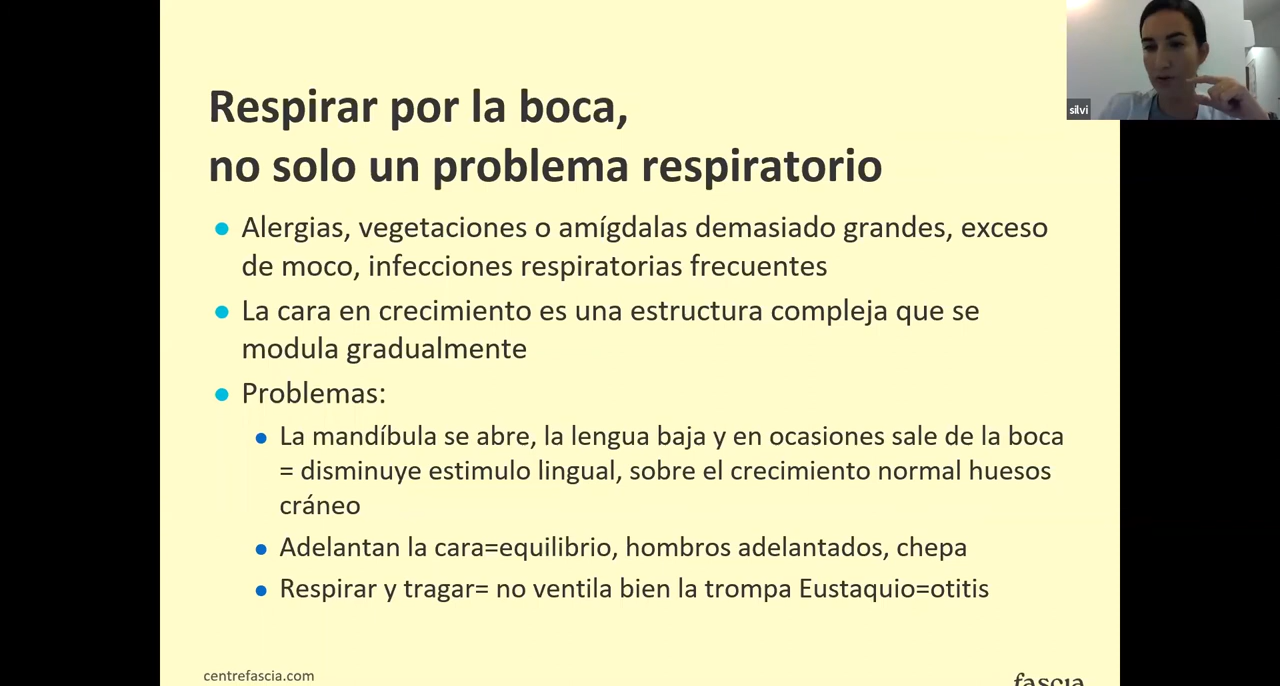 silvi
Respirar por la boca,
no solo un problema respiratorio
Alergias, vegetaciones o amígdalas demasiado grandes, exceso
de moco, infecciones respiratorias frecuentes
La cara en crecimiento es una estructura compleja que se
modula gradualmente
Problemas:
La mandíbula se abre, la lengua baja y en ocasiones sale de la boca
= disminuye estimulo lingual, sobre el crecimiento normal huesos
cráneo
Adelantan la cara=equilibrio, hombros adelantados, chepa
Respirar y tragar= no ventila bien la trompa Eustaquio=otitis
centrefascia.com
fascia